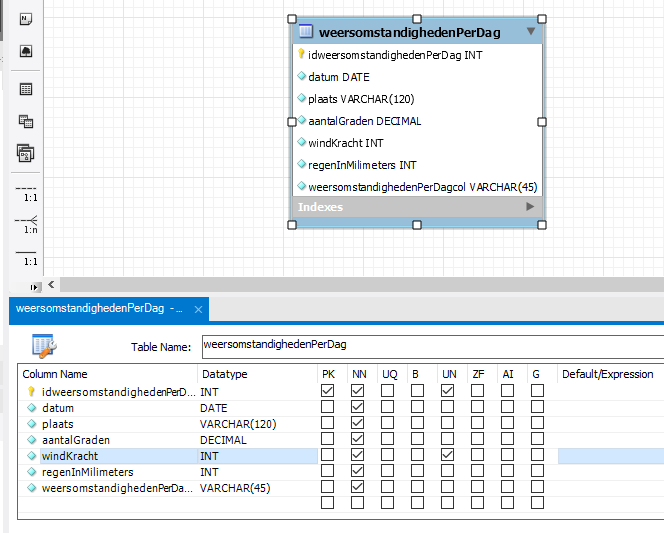 weersomstandighedenPerDag
idweersomstandighedenPerDag INT
datum DATE
plaats VARCHAR(120)
aantalGraden DECIMAL
windKracht INT
regenInMilimeters INT
weersomstandighedenPerDagcol VARCHAR(45)
Indexes
1:1
1:n
1:1
weersomstandighedenPerDag - ...
Table Name: weersomstandighedenPerDag
Column Name Datatype PK NN UQ B UN ZF AI G Default/Expression
idweersomstandighedenPerD... INT
datum DATE
plaats VARCHAR(120)
aantalGraden DECIMAL
windKracht INT
regenInMilimeters INT
weersomstandighedenPerDa... VARCHAR(45)